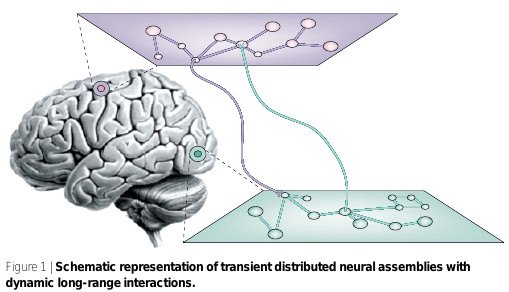 Figure 1 | Schematic representation of transient distributed neural assemblies with
dynamic long-range interactions.